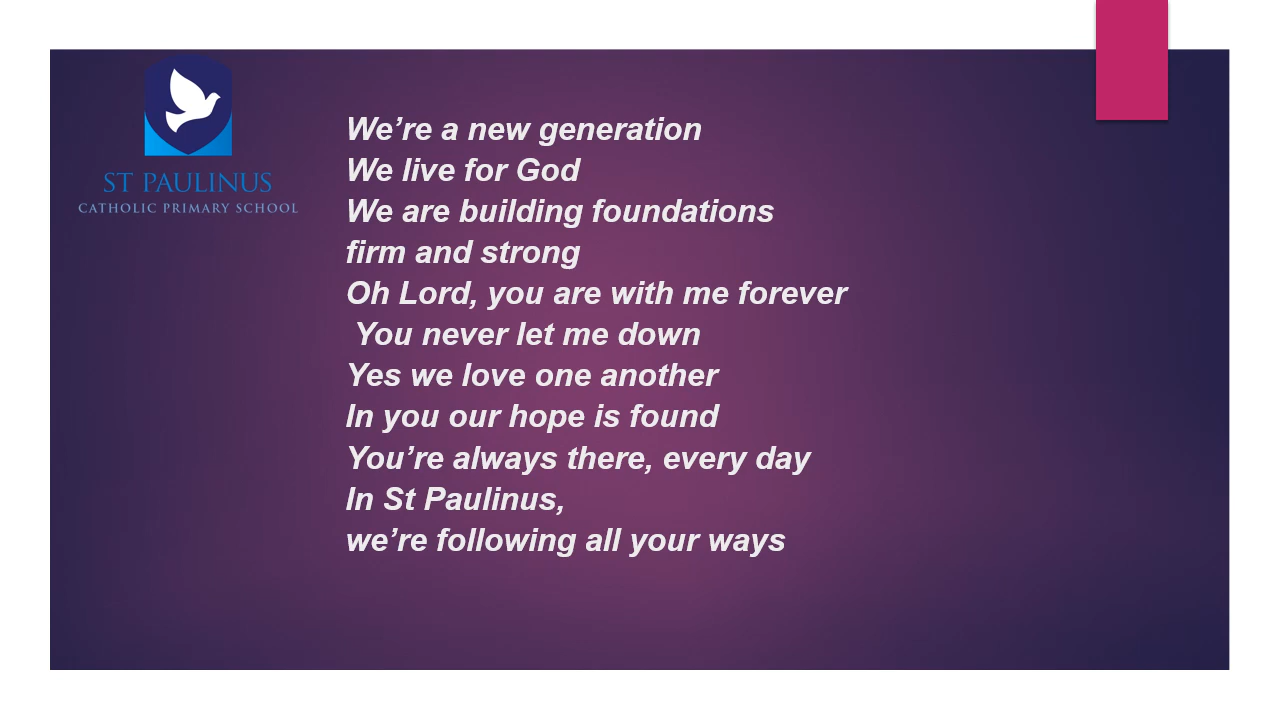 ST PAULINUS
CATHOLIC PRIMARY SCHOOL
We’re a new generation
We live for God
We are building foundations
firm and strong
Oh Lord, you are with me forever
You never let me down
Yes we love one another
In you our hope is found
You’re always there, every day
In St Paulinus,
we’re following all your ways